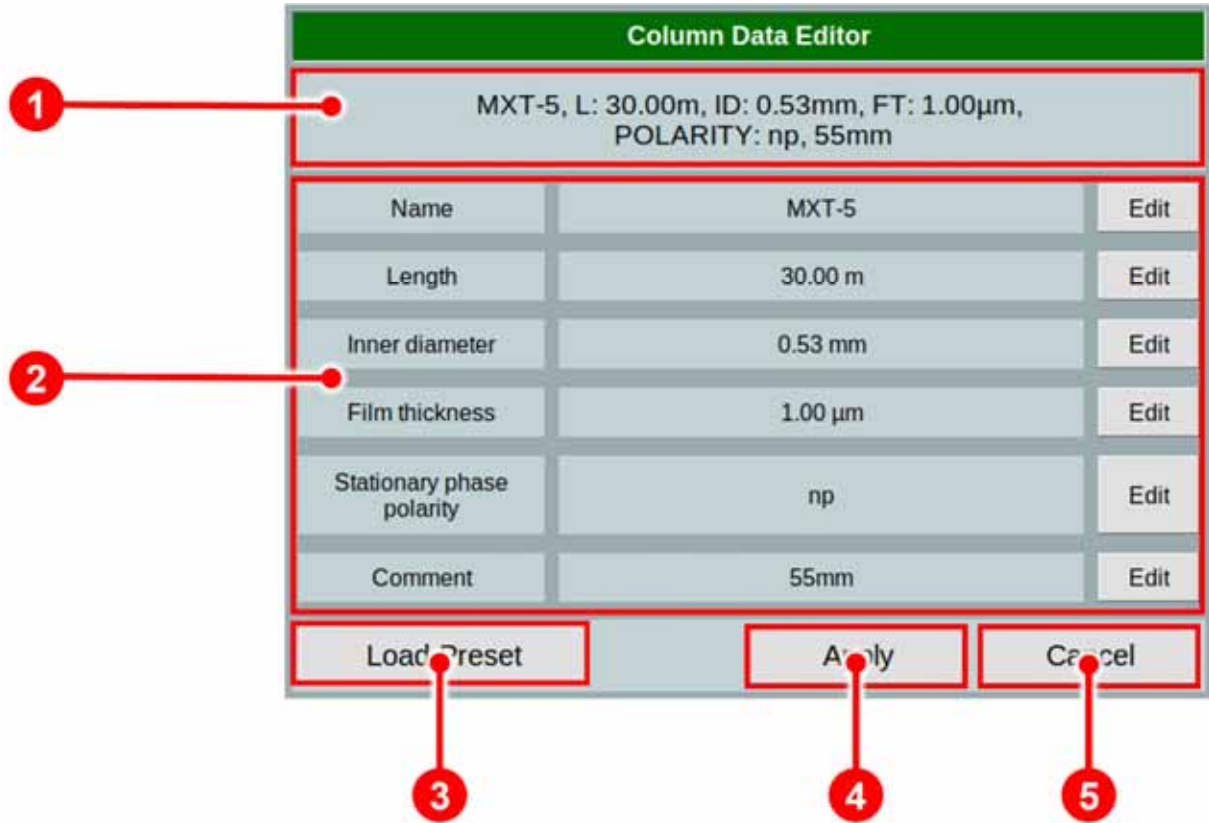 Column Data Editor
1
MXT-5, L: 30.00m, ID: 0.53mm, FT: 1.00µm,
POLARITY: np, 55mm
Name MXT-5 Edit
Length 30.00 m Edit
Inner diameter 0.53 mm Edit
2
Film thickness 1.00 µm Edit
Stationary phase
polarity np Edit
Comment 55mm Edit
Load Preset Apply Cancel
3 4 5